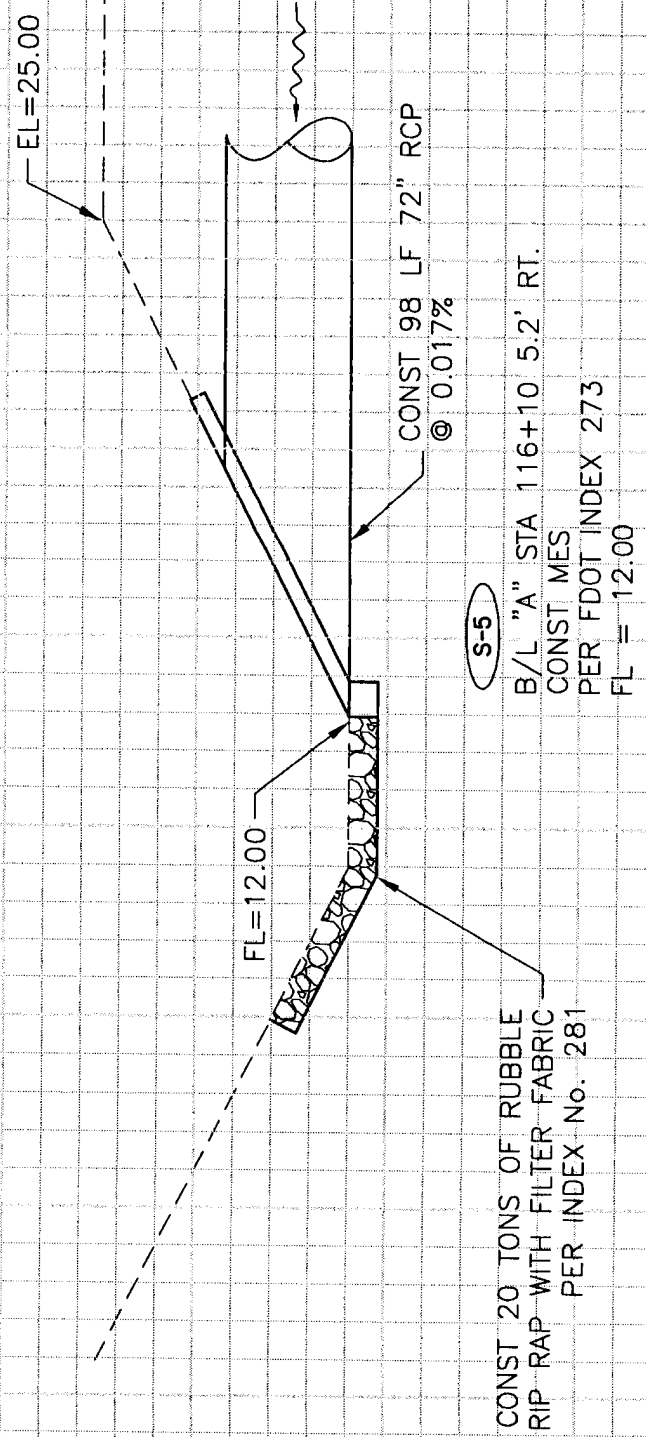 EL=25.00
CONST 98 LF 72" RCP
@ 0.017%
FL=12.00
S-5
B/L "A" STA 116+10 5.2' RT.
CONST MES
PER FDOT INDEX 273
FL = 12.00
CONST 20 TONS OF RUBBLE
RIP RAP WITH FILTER FABRIC
PER INDEX No. 281